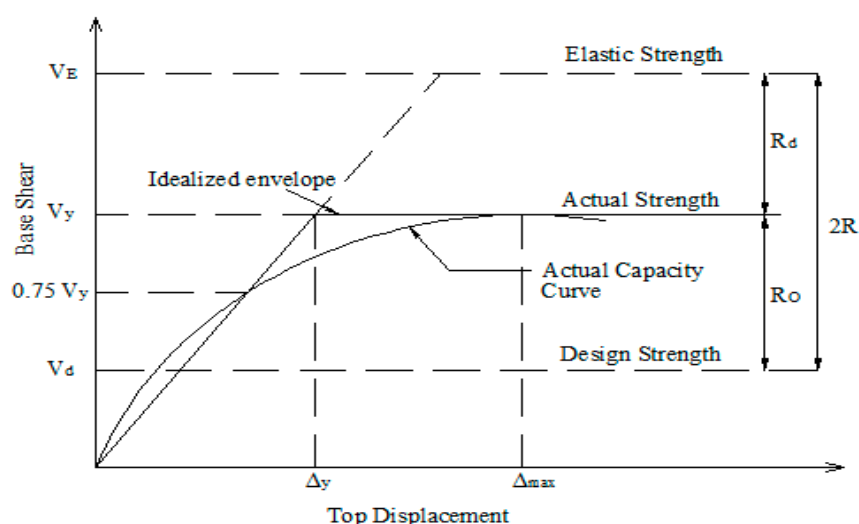 VE
Elastic Strength
Rd
Idealized envelope
Base Shear
Vy
Actual Strength
2R
0.75 Vy
Actual Capacity
Curve
RO
Vd
Design Strength
Δy
Δmax
Top Displacement